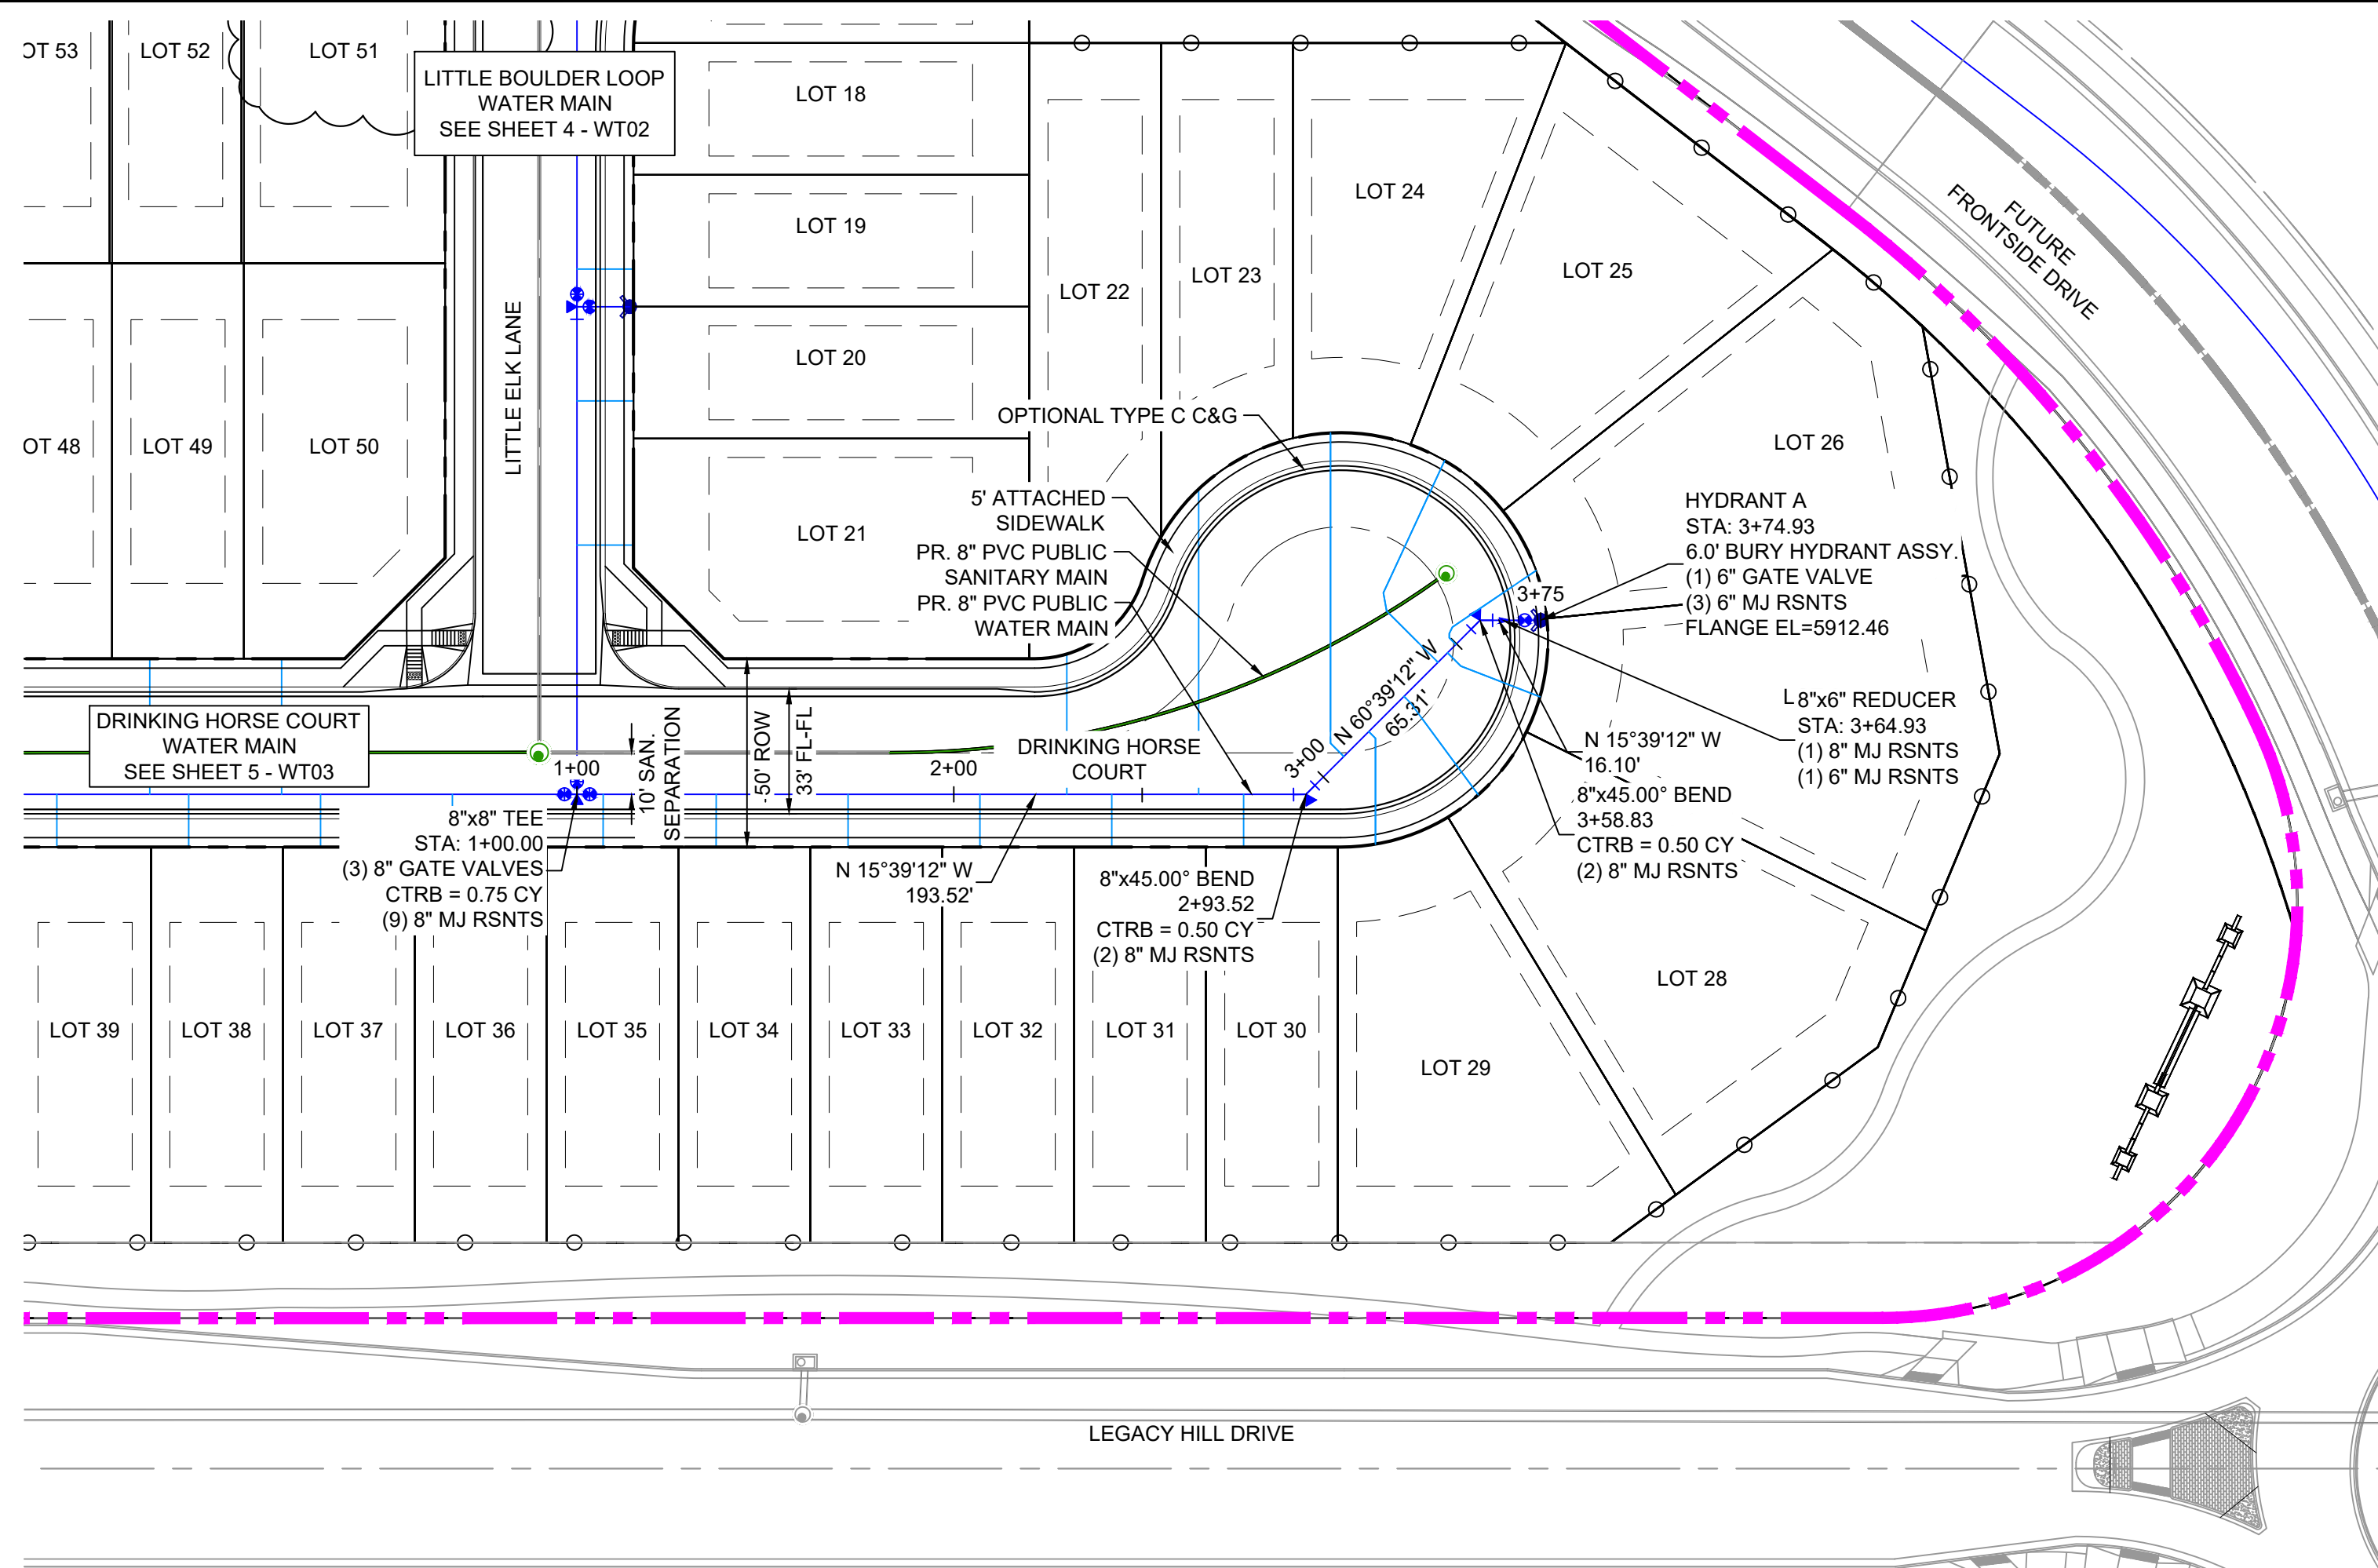 OT 53
LOT 52
LOT 51
LITTLE BOULDER LOOP
WATER MAIN
SEE SHEET 4 - WT02
LOT 18
LOT 19
LOT 20
LOT 21
LOT 22
LOT 23
LOT 24
LOT 25
LOT 26
FUTURE
FRONTSIDE DRIVE
OT 48
LOT 49
LOT 50
LITTLE ELK LANE
OPTIONAL TYPE C C&G
5' ATTACHED
SIDEWALK
PR. 8" PVC PUBLIC
SANITARY MAIN
PR. 8" PVC PUBLIC
WATER MAIN
HYDRANT A
STA: 3+74.93
6.0' BURY HYDRANT ASSY.
(1) 6" GATE VALVE
(3) 6" MJ RSNTS
FLANGE EL=5912.46
3+75
L
8"x6" REDUCER
STA: 3+64.93
(1) 8" MJ RSNTS
(1) 6" MJ RSNTS
N 60°39'12" W
65.31'
N 15°39'12" W
16.10'
8"x45.00° BEND
3+58.83
CTRB = 0.50 CY
(2) 8" MJ RSNTS
DRINKING HORSE COURT
WATER MAIN
SEE SHEET 5 - WT03
1+00
10' SAN.
SEPARATION
50' ROW
33' FL-FL
2+00
DRINKING HORSE
COURT
3+00
8"x8" TEE
STA: 1+00.00
(3) 8" GATE VALVES
CTRB = 0.75 CY
(9) 8" MJ RSNTS
N 15°39'12" W
193.52'
8"x45.00° BEND
2+93.52
CTRB = 0.50 CY
(2) 8" MJ RSNTS
LOT 39
LOT 38
LOT 37
LOT 36
LOT 35
LOT 34
LOT 33
LOT 32
LOT 31
LOT 30
LOT 29
LOT 28
LEGACY HILL DRIVE